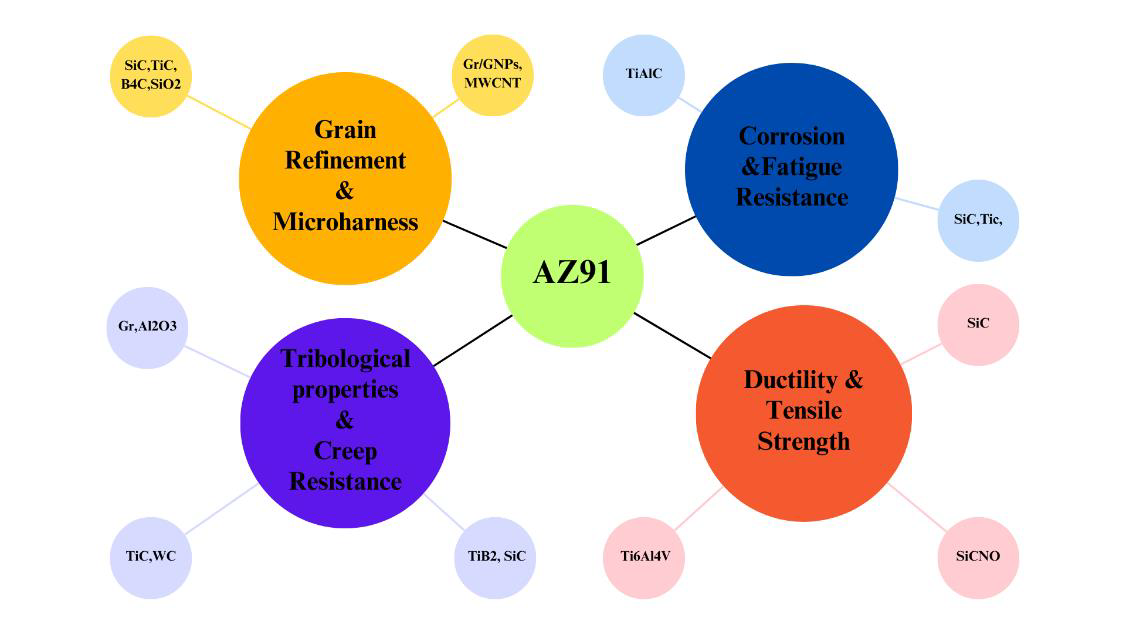 SiC,TiC,
B4C,SiO2
Gr/GNPs,
MWCNT
Grain
Refinement
&
Microharness
TiAlC
Corrosion
&Fatigue
Resistance
SiC,Tic,
AZ91
Gr,Al2O3
Tribological
properties
&
Creep
Resistance
TiC,WC
TiB2, SiC
SiC
Ductility &
Tensile
Strength
Ti6Al4V
SiCNO